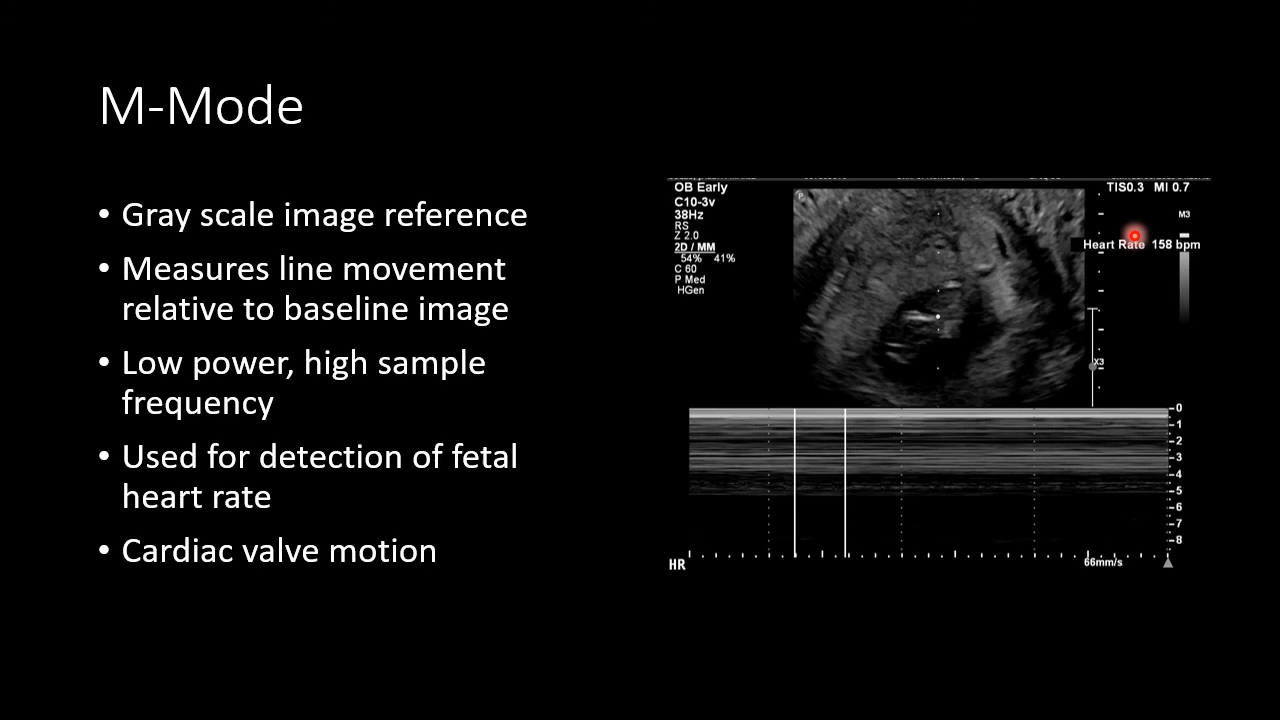 M-Mode
• Gray scale image reference
• Measures line movement
relative to baseline image
• Low power, high sample
frequency
• Used for detection of fetal
heart rate
• Cardiac valve motion
OB Early
C10-3v
38Hz
RS
Z 2.0
2D / MM
54% 41%
C 60
P Med
HGen
P
TIS0.3 MI 0.7
M3
Heart Rate 158 bpm
X3
0
1
2
3
4
5
6
7
8
HR
66mm/s